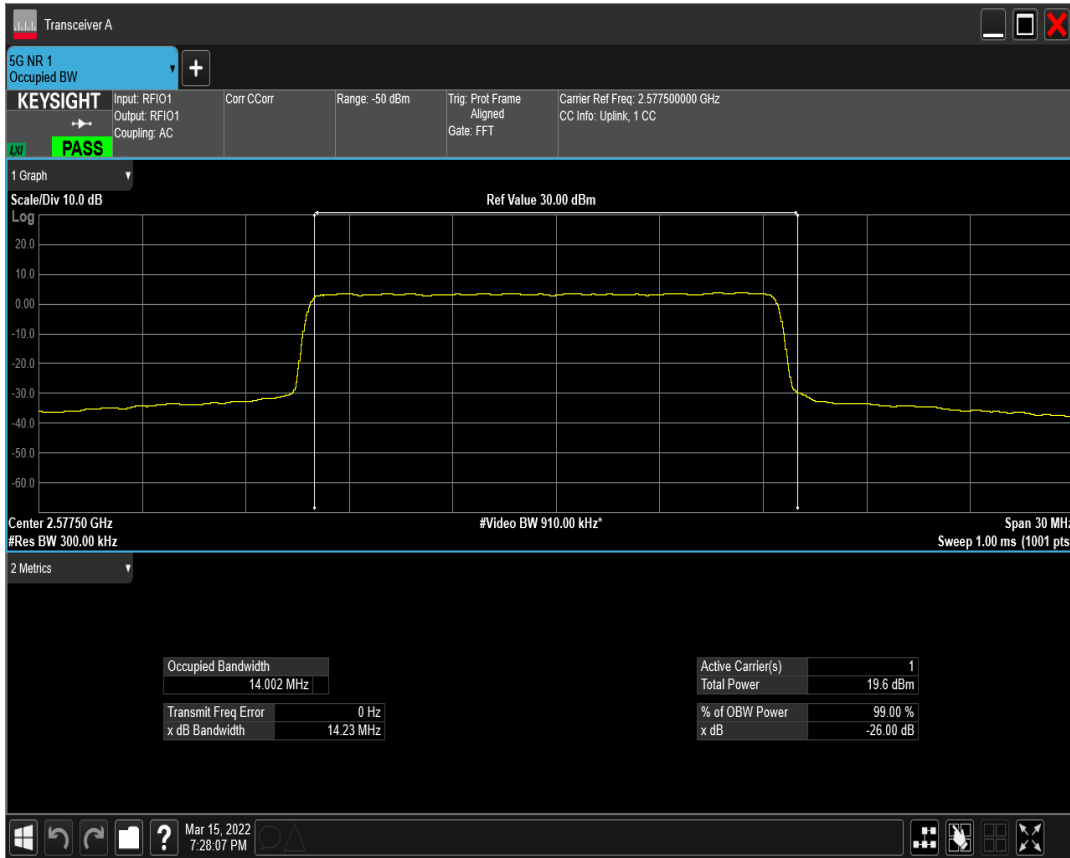 Transceiver A
5G NR 1
Occupied BW
KEYSIGHT
LXI
PASS
Input: RFIO1
Output: RFIO1
Coupling: AC
Corr CCorr
Range: -50 dBm
Trig: Prot Frame
Aligned
Gate: FFT
Carrier Ref Freq: 2.577500000 GHz
CC Info: Uplink, 1 CC
1 Graph
Scale/Div 10.0 dB
Ref Value 30.00 dBm
Log
20.0
10.0
0.00
-10.0
-20.0
-30.0
-40.0
-50.0
-60.0
Center 2.57750 GHz
#Video BW 910.00 kHz*
Span 30 MHz
#Res BW 300.00 kHz
Sweep 1.00 ms (1001 pts
2 Metrics
Occupied Bandwidth
14.002 MHz
Transmit Freq Error 0 Hz
x dB Bandwidth 14.23 MHz
Active Carrier(s) 1
Total Power 19.6 dBm
% of OBW Power 99.00 %
x dB -26.00 dB
?
Mar 15, 2022
7:28:07 PM